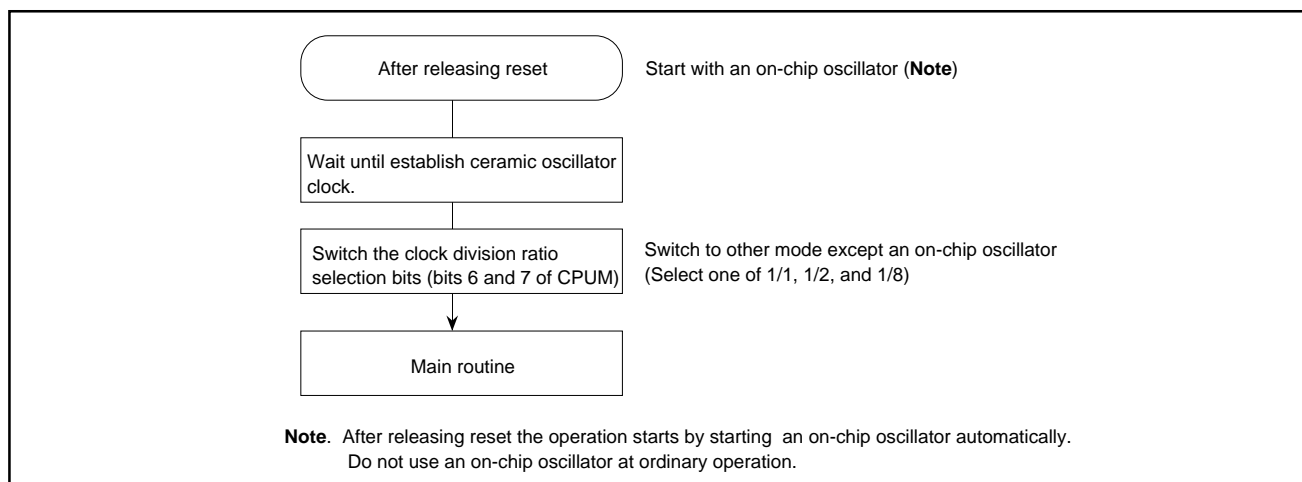 After releasing reset
Start with an on-chip oscillator (Note)
Wait until establish ceramic oscillator
clock.
Switch the clock division ratio
selection bits (bits 6 and 7 of CPUM)
Switch to other mode except an on-chip oscillator
(Select one of 1/1, 1/2, and 1/8)
Main routine
Note. After releasing reset the operation starts by starting an on-chip oscillator automatically.
Do not use an on-chip oscillator at ordinary operation.